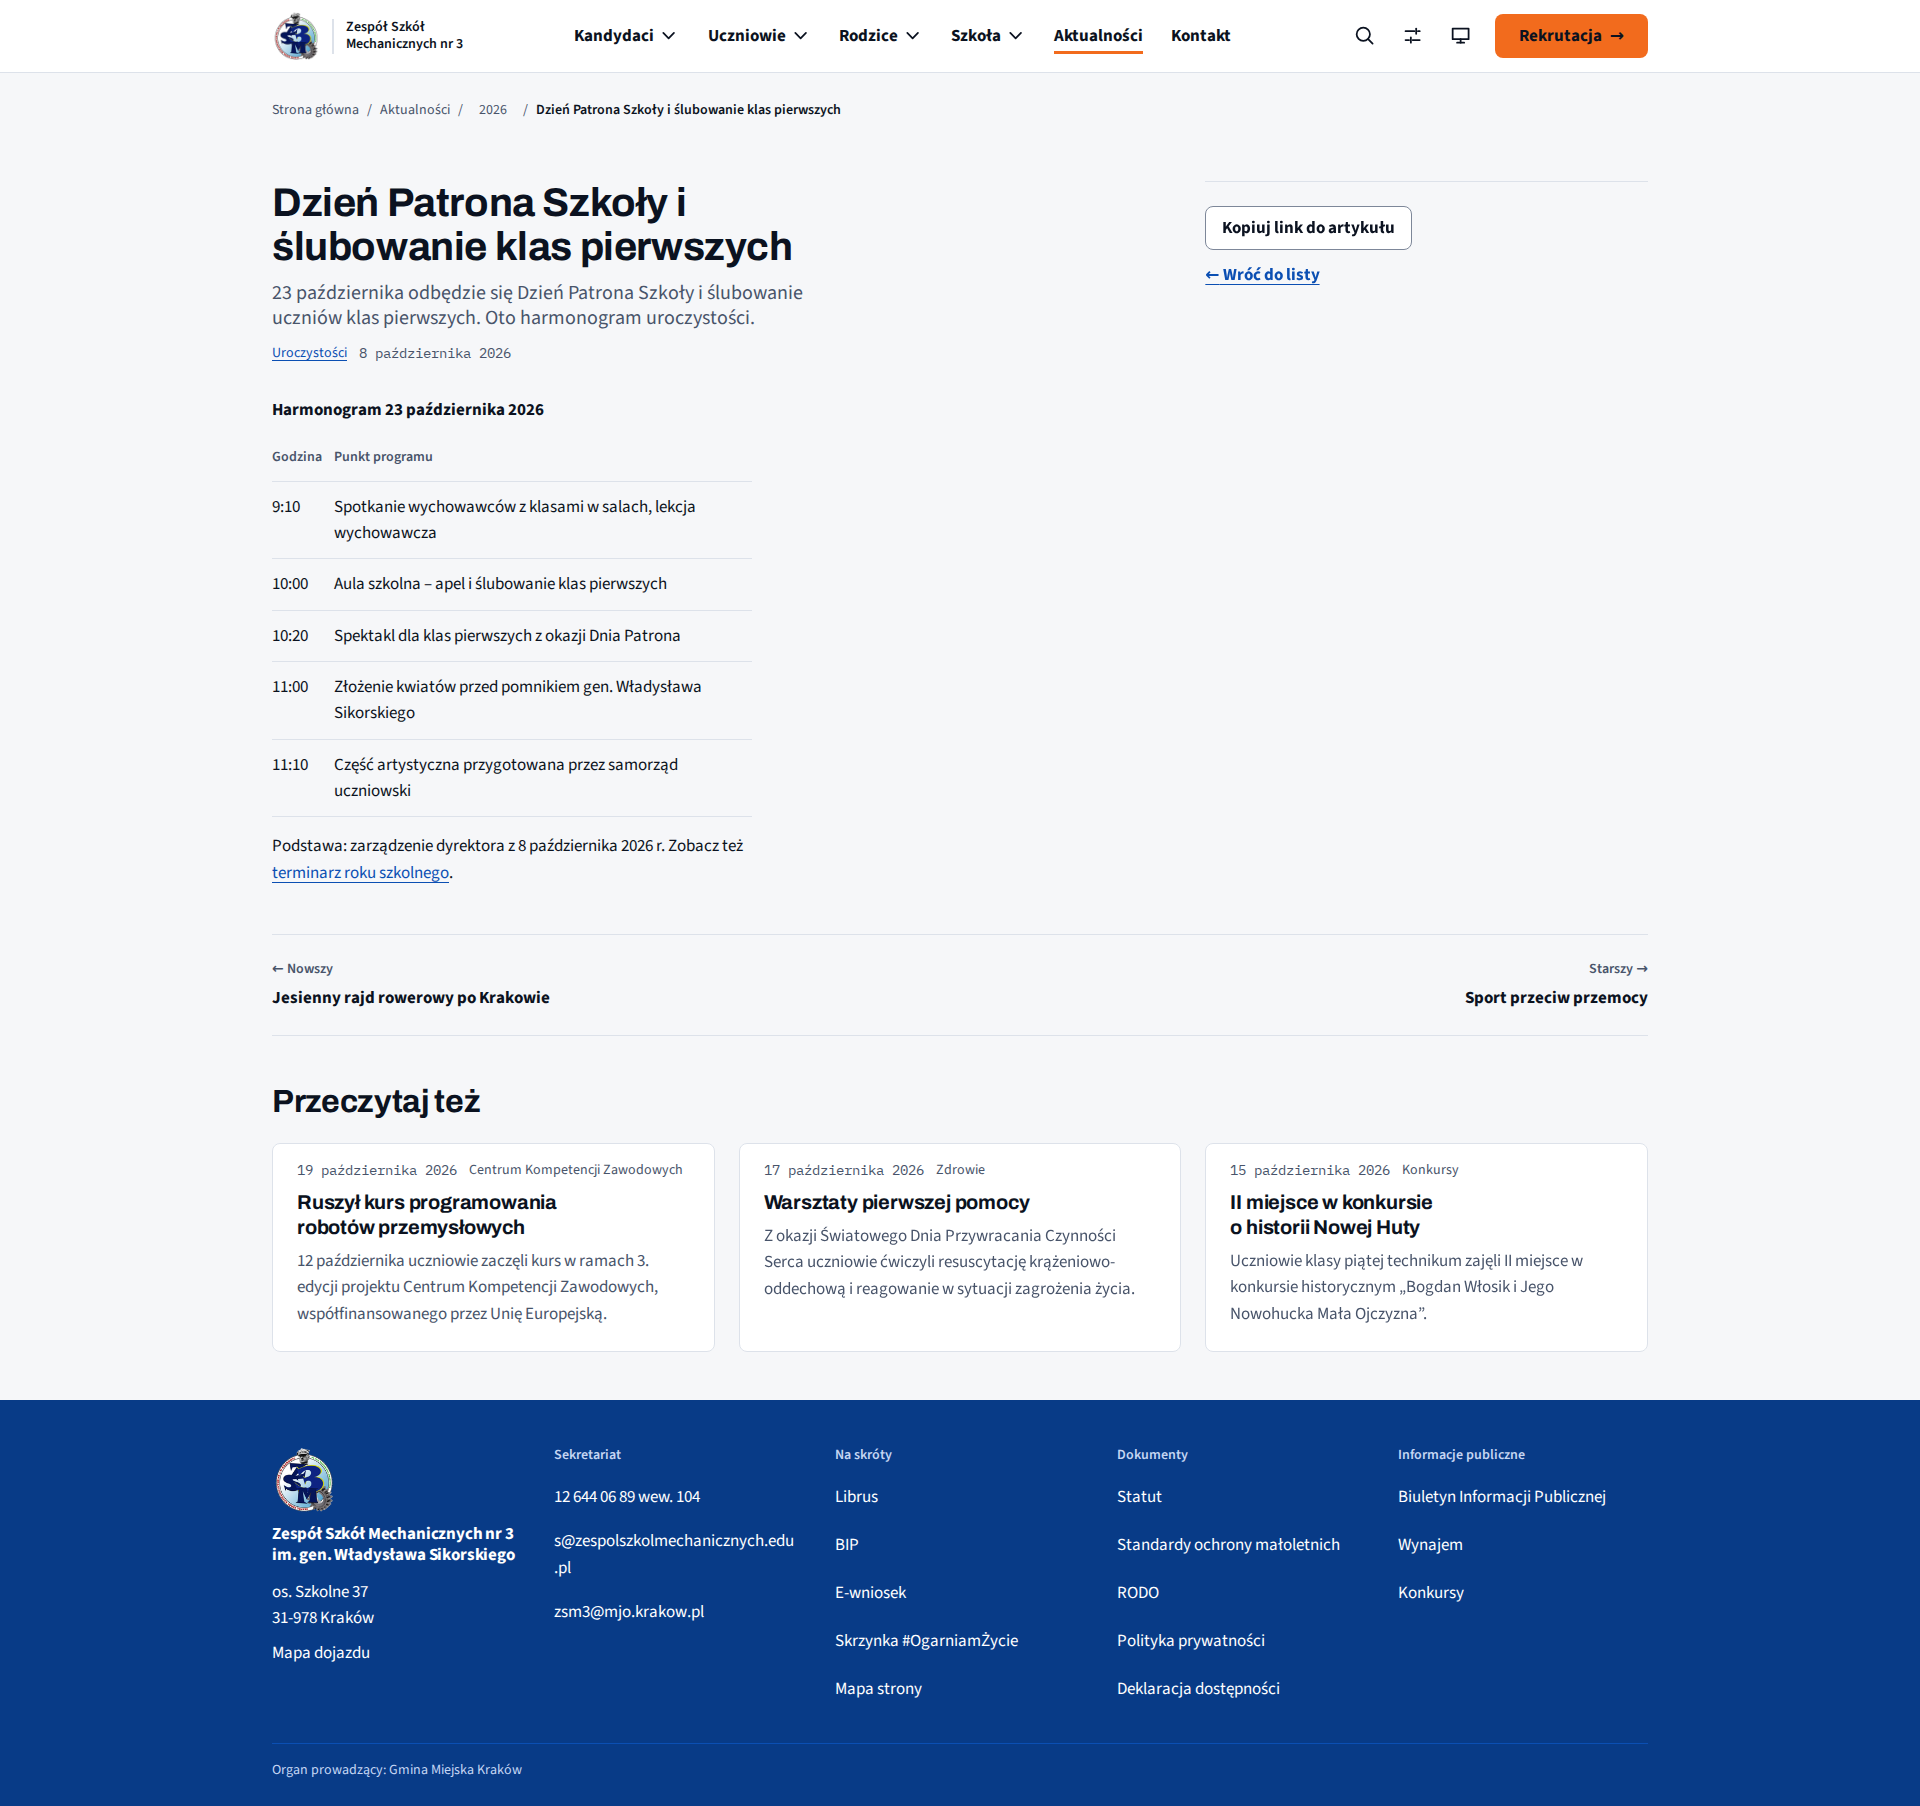 Zespół Szkół
Mechanicznych nr 3
Kandydaci
Uczniowie
Rodzice
Szkoła
Aktualności
Kontakt
Rekrutacja →
Strona główna / Aktualności / 2026 / Dzień Patrona Szkoły i ślubowanie klas pierwszych
Dzień Patrona Szkoły i
ślubowanie klas pierwszych
23 października odbędzie się Dzień Patrona Szkoły i ślubowanie
uczniów klas pierwszych. Oto harmonogram uroczystości.
Uroczystości 8 października 2026
Kopiuj link do artykułu
← Wróć do listy
Harmonogram 23 października 2026
Godzina Punkt programu
9:10 Spotkanie wychowawców z klasami w salach, lekcja
wychowawcza
10:00 Aula szkolna – apel i ślubowanie klas pierwszych
10:20 Spektakl dla klas pierwszych z okazji Dnia Patrona
11:00 Złożenie kwiatów przed pomnikiem gen. Władysława
Sikorskiego
11:10 Część artystyczna przygotowana przez samorząd
uczniowski
Podstawa: zarządzenie dyrektora z 8 października 2026 r. Zobacz też
terminarz roku szkolnego.
← Nowszy
Jesienny rajd rowerowy po Krakowie
Starszy →
Sport przeciw przemocy
Przeczytaj też
19 października 2026 Centrum Kompetencji Zawodowych
Ruszył kurs programowania
robotów przemysłowych
12 października uczniowie zaczęli kurs w ramach 3.
edycji projektu Centrum Kompetencji Zawodowych,
współfinansowanego przez Unię Europejską.
17 października 2026 Zdrowie
Warsztaty pierwszej pomocy
Z okazji Światowego Dnia Przywracania Czynności
Serca uczniowie ćwiczyli resuscytację krążeniowo-
oddechową i reagowanie w sytuacji zagrożenia życia.
15 października 2026 Konkursy
II miejsce w konkursie
o historii Nowej Huty
Uczniowie klasy piątej technikum zajęli II miejsce w
konkursie historycznym „Bogdan Włosik i Jego
Nowohucka Mała Ojczyzna”.
Zespół Szkół Mechanicznych nr 3
im. gen. Władysława Sikorskiego
os. Szkolne 37
31-978 Kraków
Mapa dojazdu
Sekretariat
12 644 06 89 wew. 104
s@zespolszkolmechanicznych.edu
.pl
zsm3@mjo.krakow.pl
Na skróty
Librus
BIP
E-wniosek
Skrzynka #OgarniamŻycie
Mapa strony
Dokumenty
Statut
Standardy ochrony małoletnich
RODO
Polityka prywatności
Deklaracja dostępności
Informacje publiczne
Biuletyn Informacji Publicznej
Wynajem
Konkursy
Organ prowadzący: Gmina Miejska Kraków